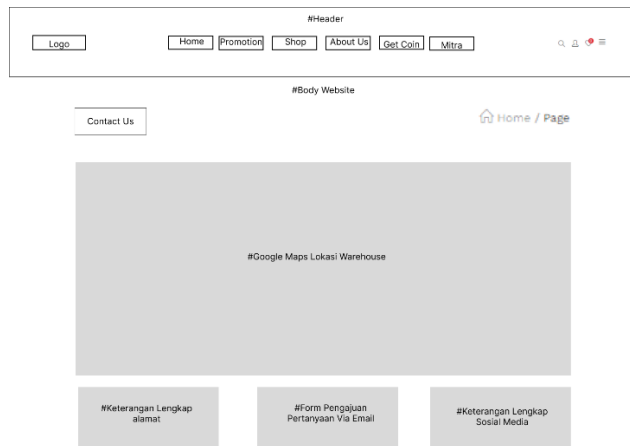 #Header
Logo
Home
Promotion
Shop
About Us
Get Coin
Mitra
#Body Website
Contact Us
Home / Page
#Google Maps Lokasi Warehouse
#Keterangan Lengkap
alamat
#Form Pengajuan
Pertanyaan Via Email
#Keterangan Lengkap
Sosial Media